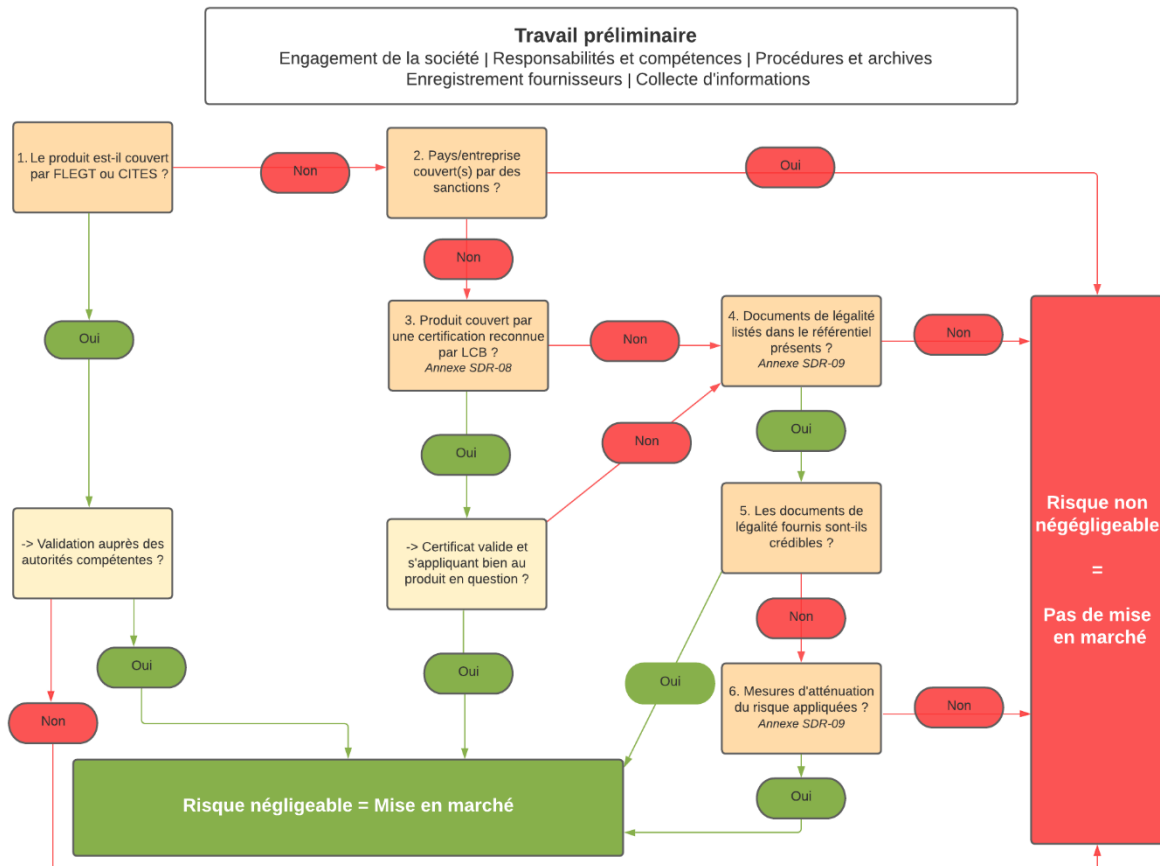 Travail préliminaire
Engagement de la société | Responsabilités et compétences | Procédures et archives
Enregistrement fournisseurs | Collecte d'informations
1. Le produit est-il couvert
par FLEGT ou CITES ?
Non
2. Pays/entreprise
couvert(s) par des
sanctions ?
Oui
Non
Oui
3. Produit couvert par
une certification reconnue
par LCB ?
Annexe SDR-08
Non
4. Documents de légalité
listés dans le référentiel
présents ?
Annexe SDR-09
Non
Oui
Non
Oui
-> Validation auprès des
autorités compétentes ?
-> Certificat valide et
s'appliquant bien au
produit en question ?
5. Les documents de
légalité fournis sont-ils
crédibles ?
Risque non
négégligeable
=
Pas de mise
en marché
Non
Oui
Oui
Oui
Non
6. Mesures d'atténuation
du risque appliquées ?
Annexe SDR-09
Non
Oui
Risque négligeable = Mise en marché